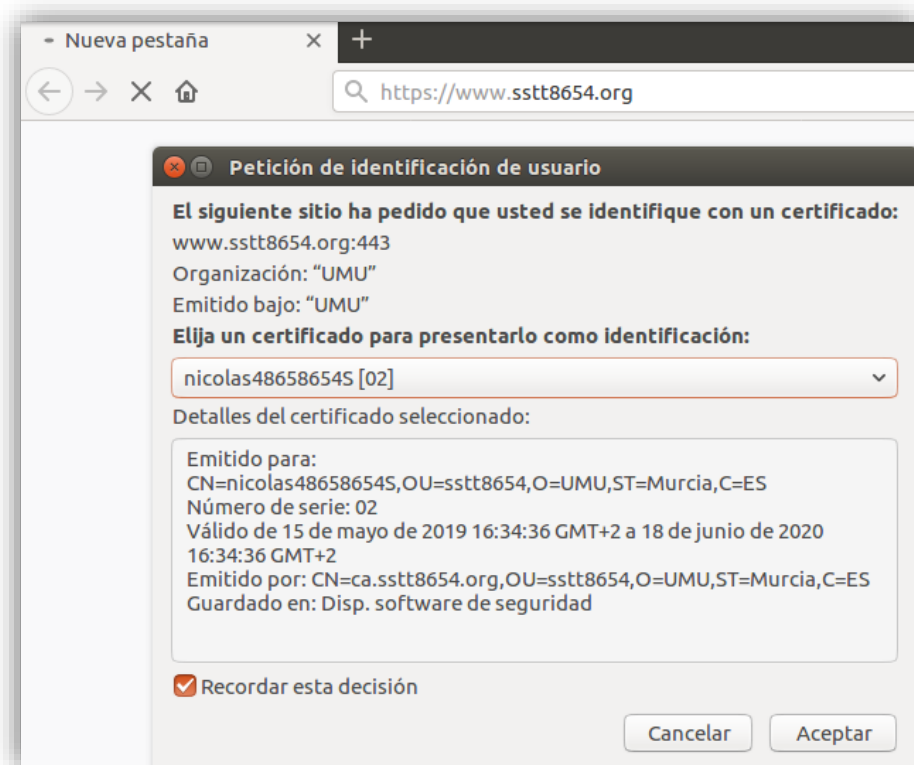 Nueva pestaña
https://www.sstt8654.org
Petición de identificación de usuario
El siguiente sitio ha pedido que usted se identifique con un certificado:
www.sstt8654.org:443
Organización: “UMU”
Emitido bajo: “UMU”
Elija un certificado para presentarlo como identificación:
nicolas48658654S [02]
Detalles del certificado seleccionado:
Emitido para:
CN=nicolas48658654S,OU=sstt8654,O=UMU,ST=Murcia,C=ES
Número de serie: 02
Válido de 15 de mayo de 2019 16:34:36 GMT+2 a 18 de junio de 2020
16:34:36 GMT+2
Emitido por: CN=ca.sstt8654.org,OU=sstt8654,O=UMU,ST=Murcia,C=ES
Guardado en: Disp. software de seguridad
Recordar esta decisión
Cancelar Aceptar